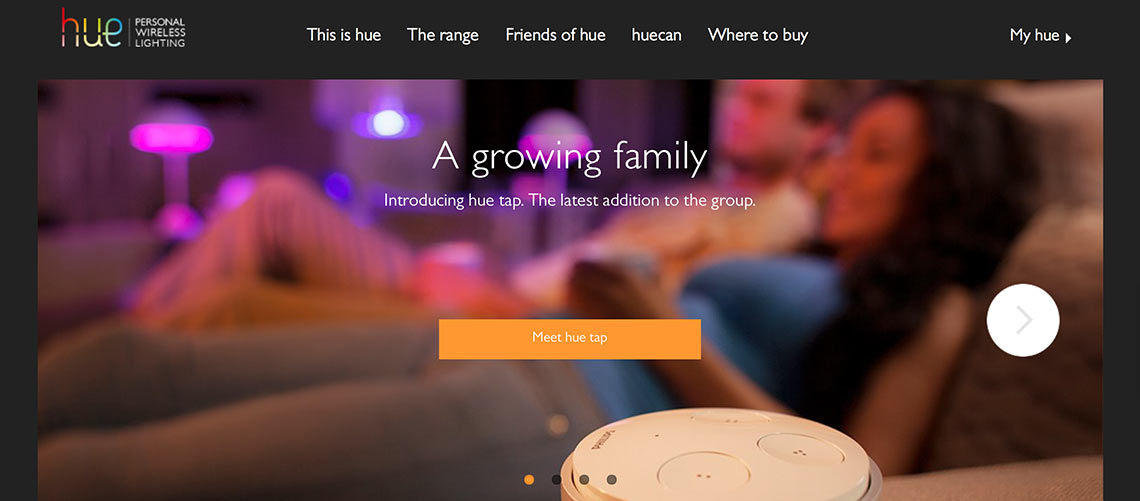 hue
PERSONAL
WIRELESS
LIGHTING
This is hue
The range
Friends of hue
huecan
Where to buy
My hue
A growing family
Introducing hue tap. The latest addition to the group.
Meet hue tap
PHILIPS